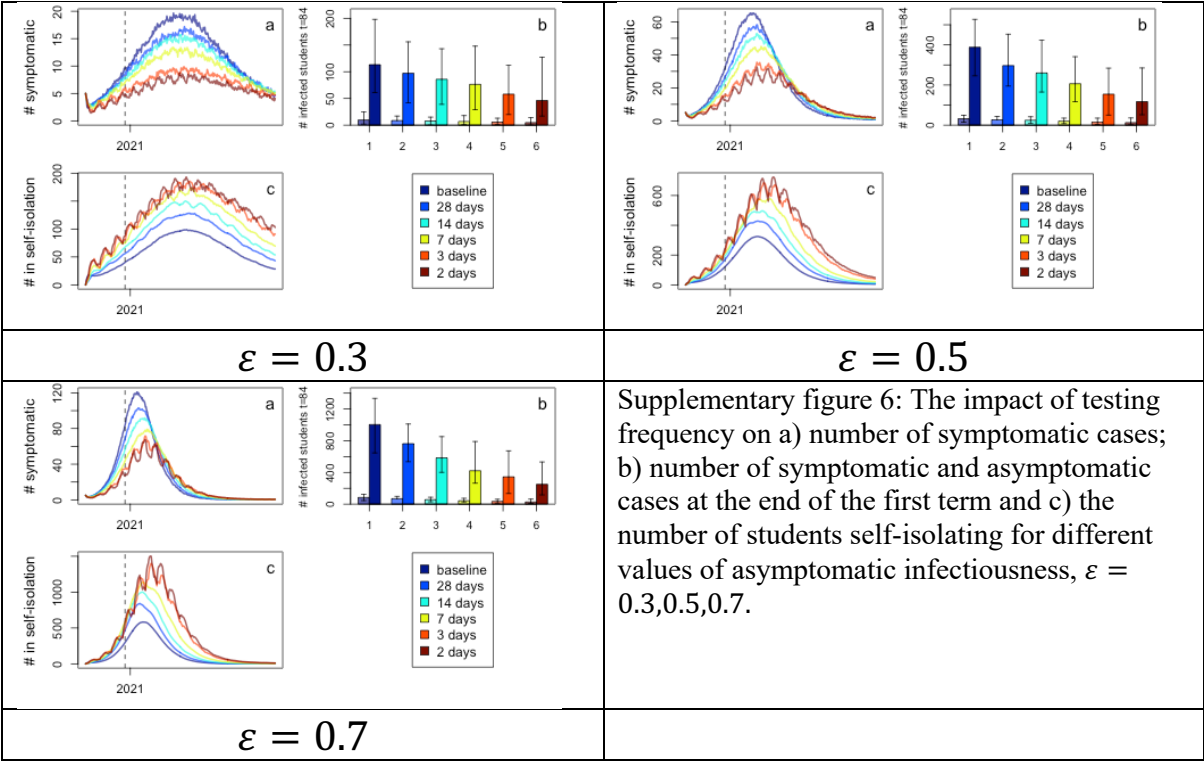 a
# symptomatic
20
15
10
5
0
2021
b
# infected students t=84
200
100
50
0
1 2 3 4 5 6
c
# in self-isolation
200
150
100
50
0
2021
baseline
28 days
14 days
7 days
3 days
2 days
a
# symptomatic
60
40
20
0
2021
b
# infected students t=84
400
200
0
1 2 3 4 5 6
c
# in self-isolation
600
200
0
2021
baseline
28 days
14 days
7 days
3 days
2 days
ε = 0.3
ε = 0.5
a
# symptomatic
120
80
40
0
2021
b
# infected students t=84
1200
800
400
0
1 2 3 4 5 6
c
# in self-isolation
1000
500
0
2021
baseline
28 days
14 days
7 days
3 days
2 days
Supplementary figure 6: The impact of testing
frequency on a) number of symptomatic cases;
b) number of symptomatic and asymptomatic
cases at the end of the first term and c) the
number of students self-isolating for different
values of asymptomatic infectiousness, ε =
0.3,0.5,0.7.
ε = 0.7